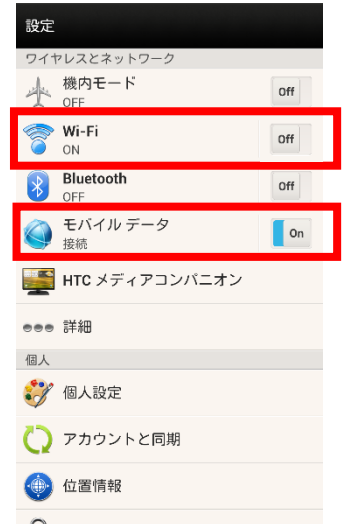 設定
ワイヤレスとネットワーク
機内モード
OFF
Off
Wi-Fi
ON
Off
Bluetooth
OFF
Off
モバイル データ
接続
On
HTC メディアコンパニオン
詳細
個人
個人設定
アカウントと同期
位置情報